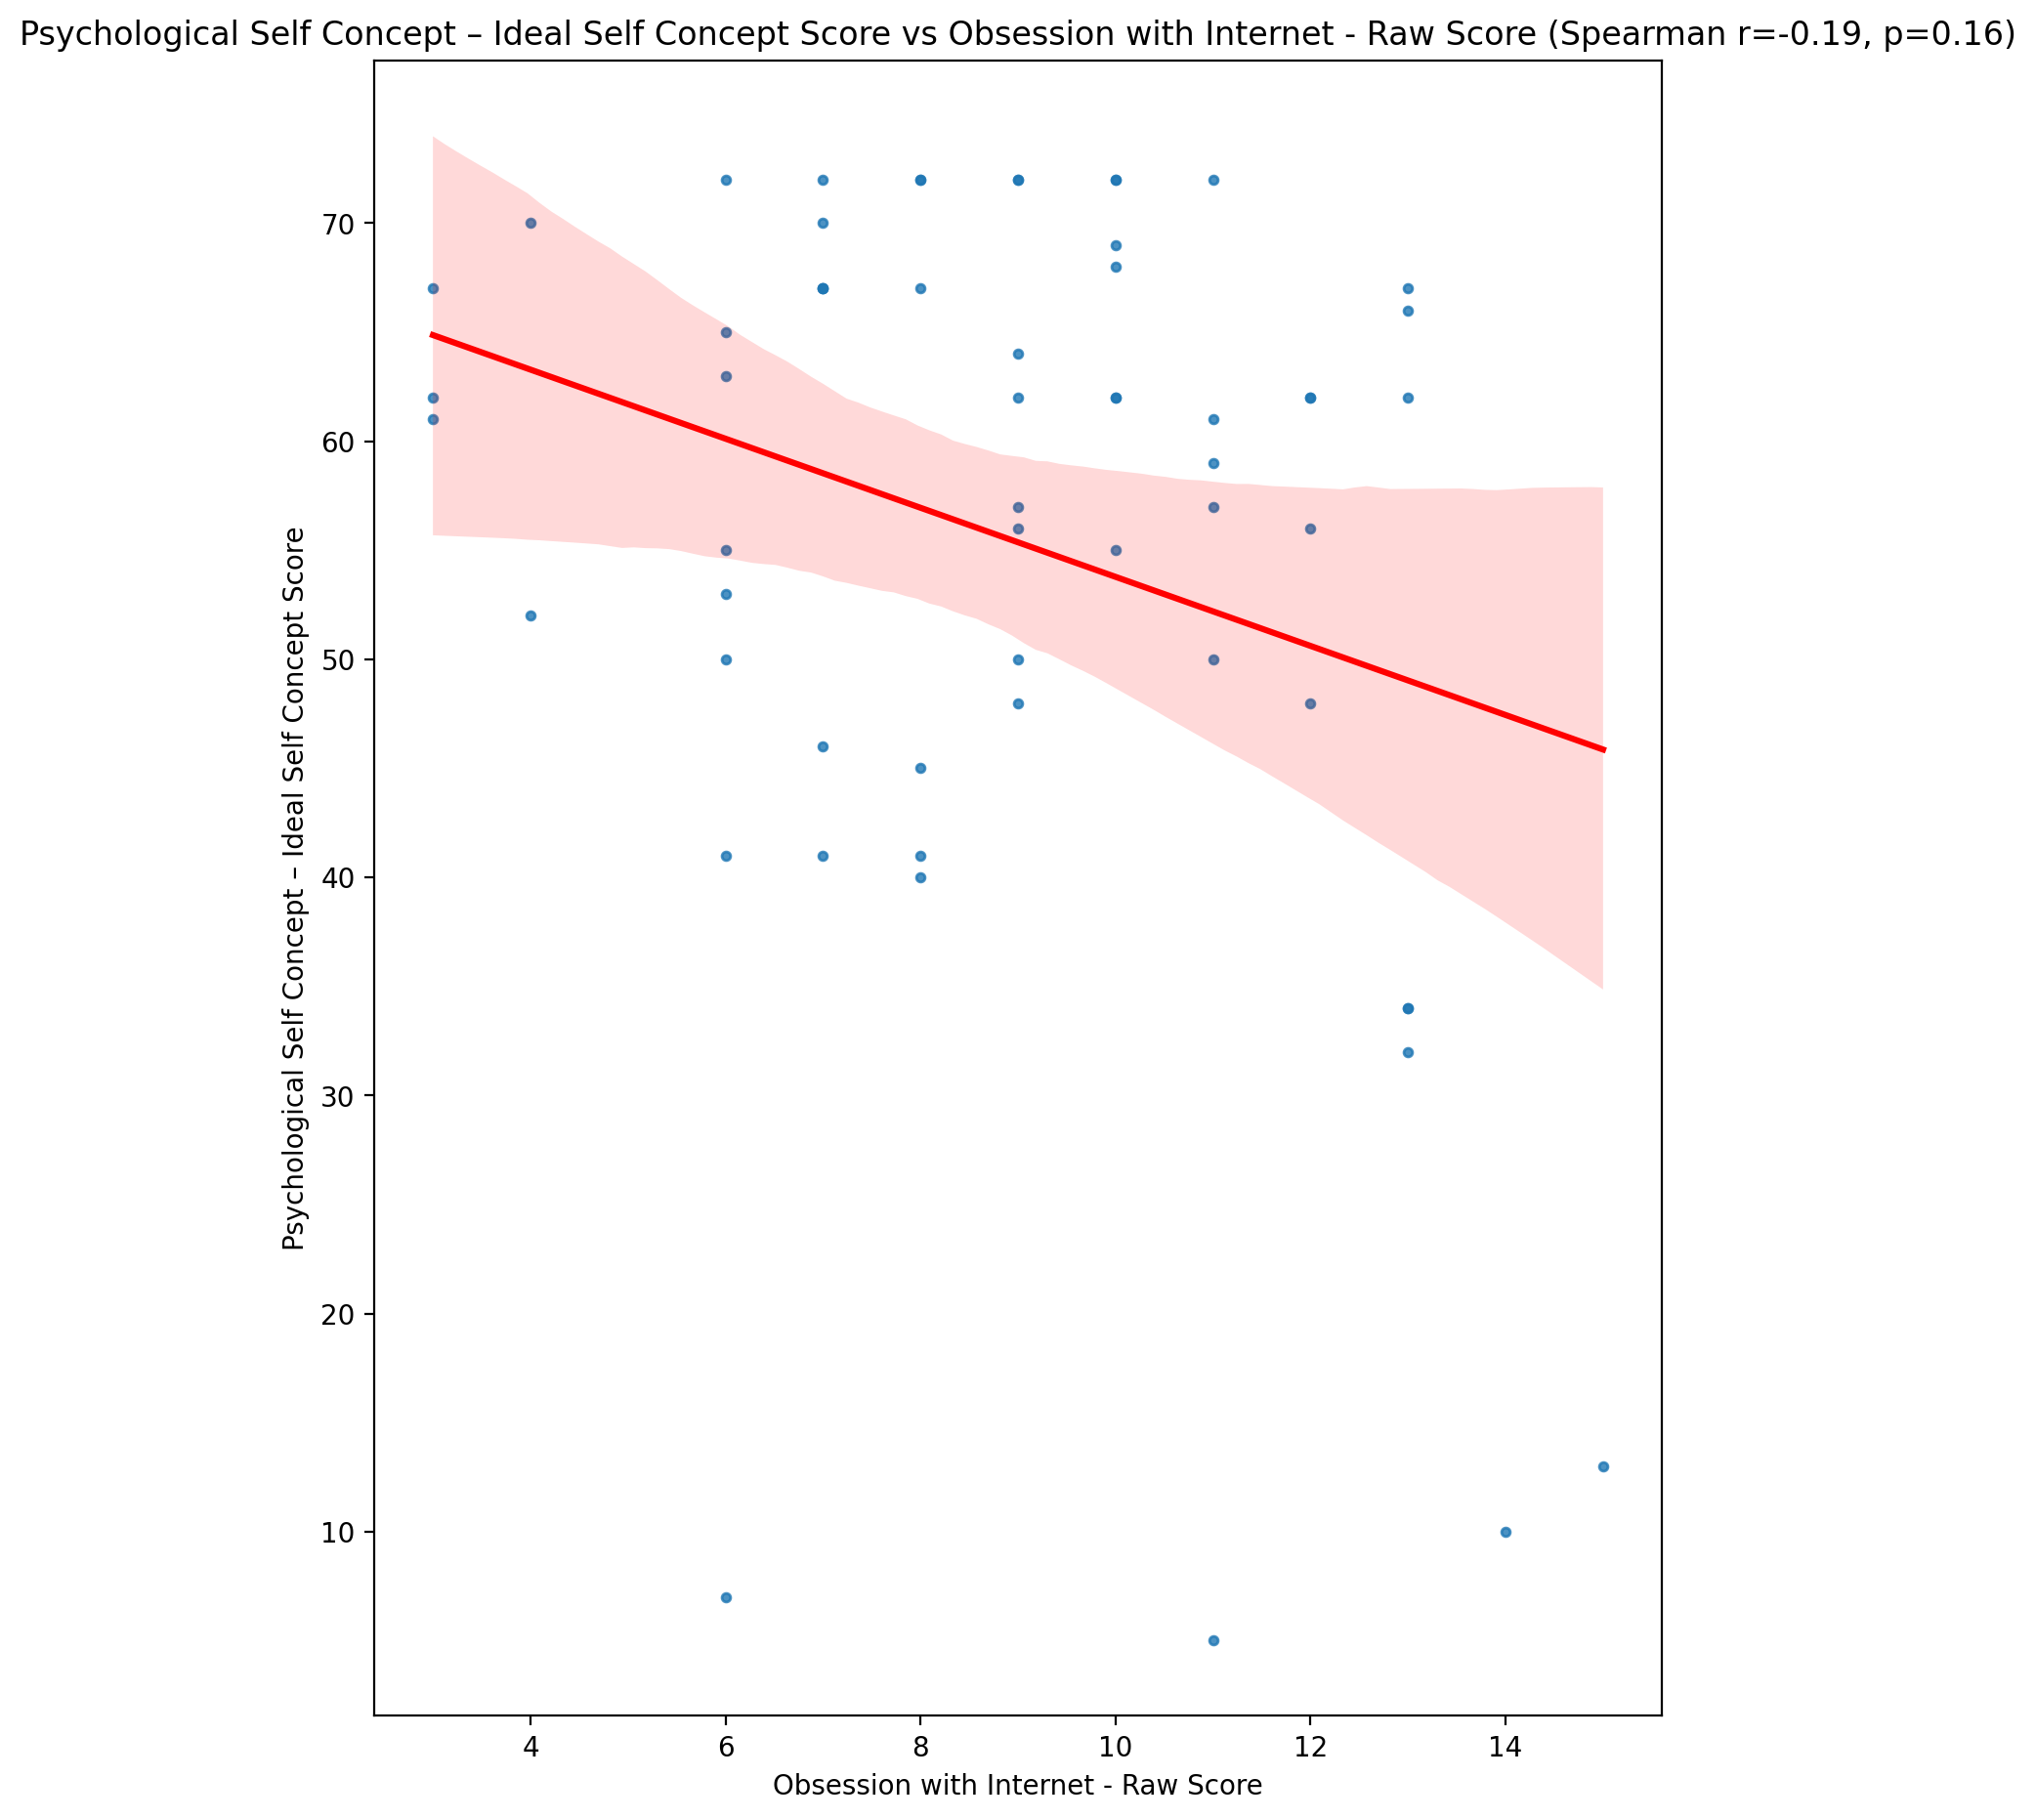 Psychological Self Concept – Ideal Self Concept Score vs Obsession with Internet - Raw Score (Spearman r=-0.19, p=0.16)
Psychological Self Concept – Ideal Self Concept Score
70
60
50
40
30
20
10
4 6 8 10 12 14
Obsession with Internet - Raw Score